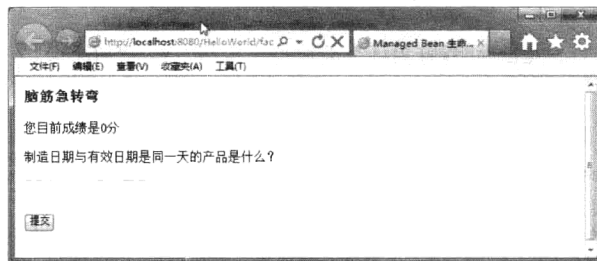 http://localhost:8080/HelloWorld/fac
Managed Bean 生命...
文件(F) 编辑(E) 查看(V) 收藏夹(A) 工具(T)
脑筋急转弯
您目前成绩是0分
制造日期与有效日期是同一天的产品是什么?
提交